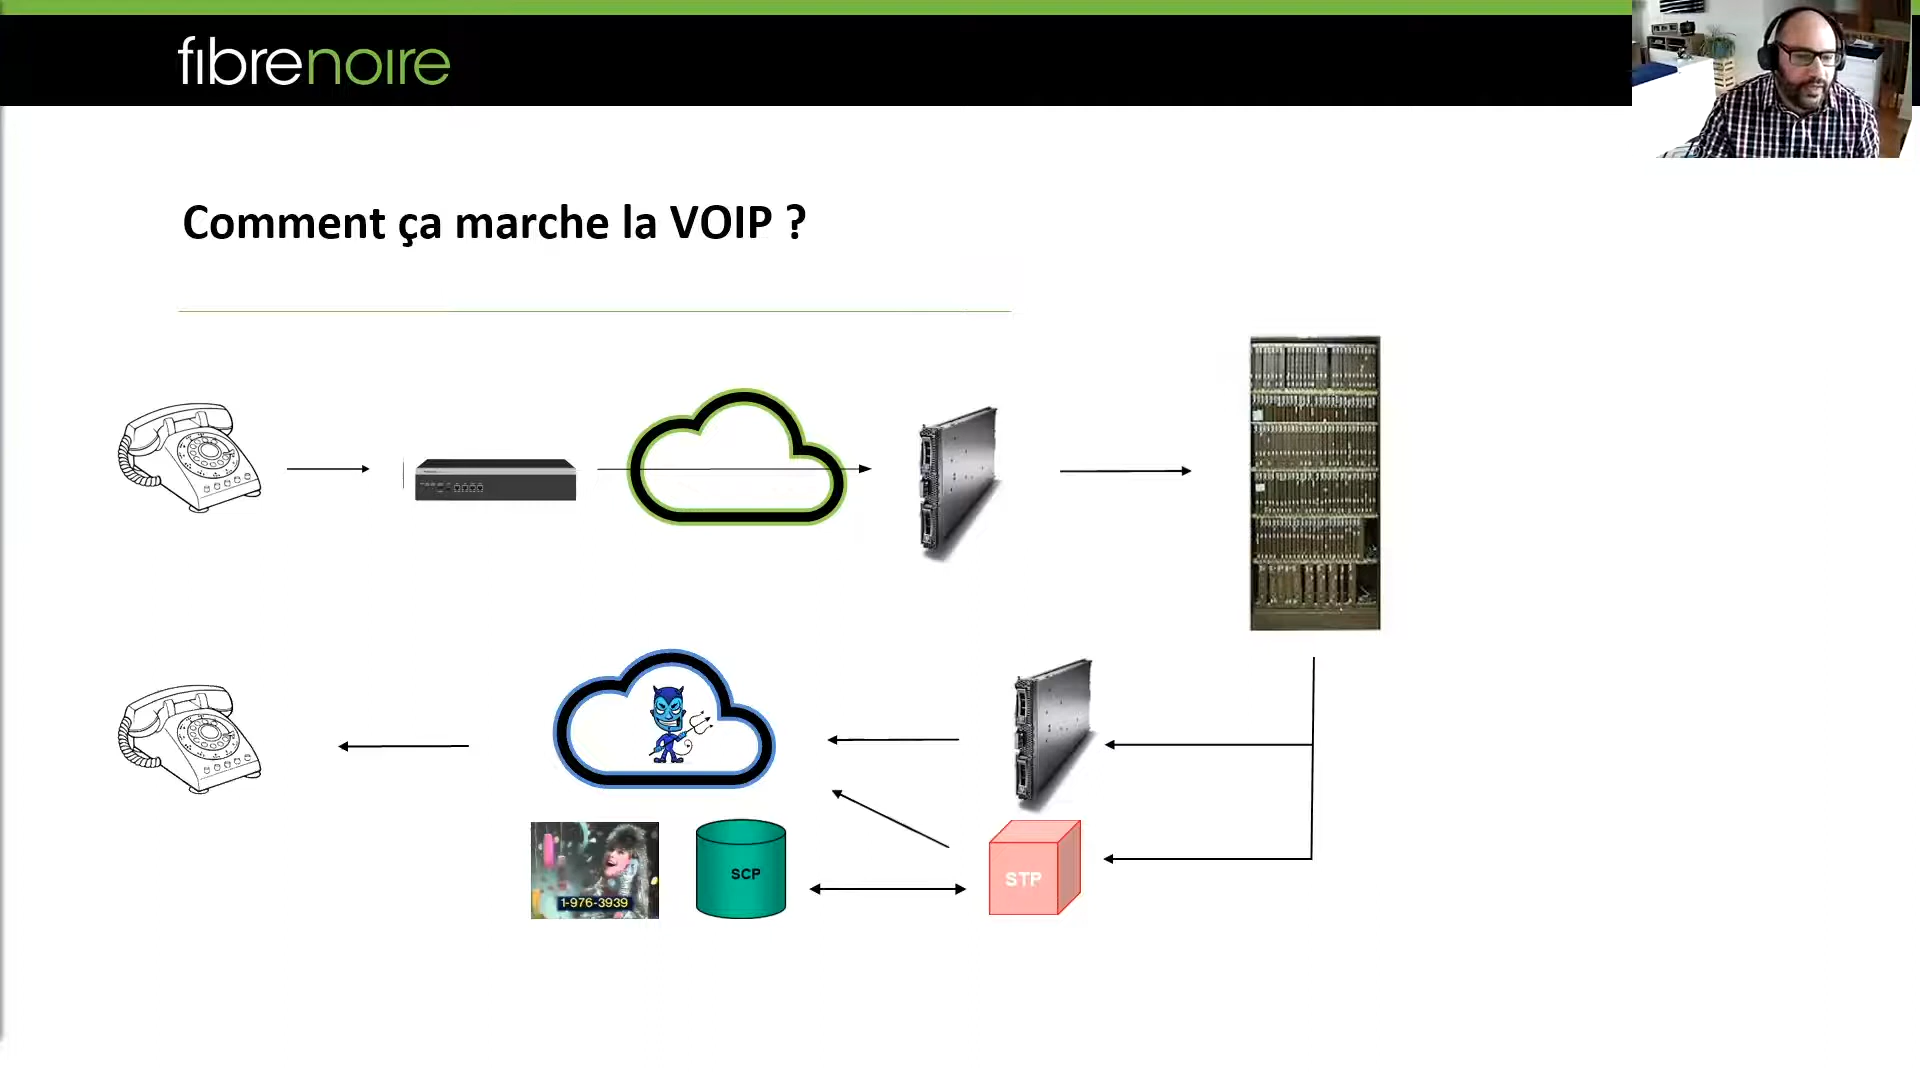 fibrenoire
Comment ça marche la VOIP ?
1-976-3939
SCP
STP